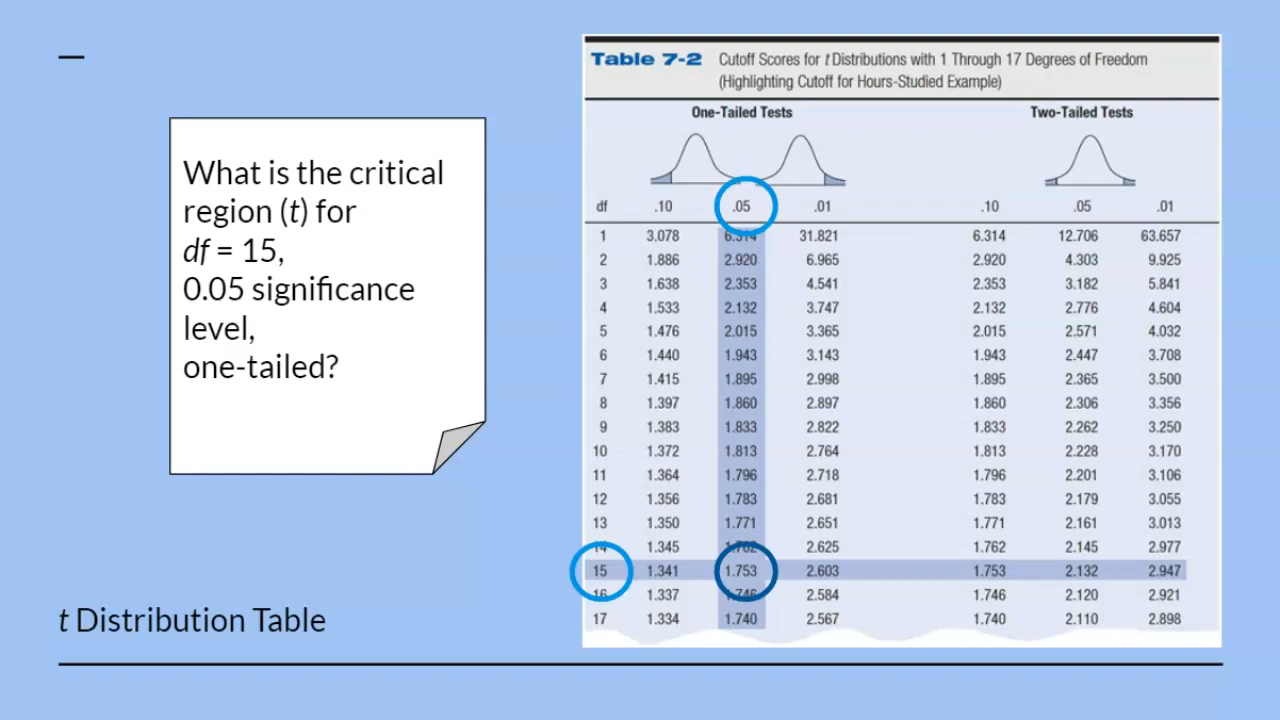 What is the critical
region (t) for
df = 15,
0.05 significance
level,
one-tailed?
t Distribution Table
Table 7-2 Cutoff Scores for t Distributions with 1 Through 17 Degrees of Freedom
(Highlighting Cutoff for Hours-Studied Example)
One-Tailed Tests Two-Tailed Tests
df .10 .05 .01 .10 .05 .01
1 3.078 6.314 31.821 6.314 12.706 63.657
2 1.886 2.920 6.965 2.920 4.303 9.925
3 1.638 2.353 4.541 2.353 3.182 5.841
4 1.533 2.132 3.747 2.132 2.776 4.604
5 1.476 2.015 3.365 2.015 2.571 4.032
6 1.440 1.943 3.143 1.943 2.447 3.708
7 1.415 1.895 2.998 1.895 2.365 3.500
8 1.397 1.860 2.897 1.860 2.306 3.356
9 1.383 1.833 2.822 1.833 2.262 3.250
10 1.372 1.813 2.764 1.813 2.228 3.170
11 1.364 1.796 2.718 1.796 2.201 3.106
12 1.356 1.783 2.681 1.783 2.179 3.055
13 1.350 1.771 2.651 1.771 2.161 3.013
14 1.345 1.762 2.625 1.762 2.145 2.977
15 1.341 1.753 2.603 1.753 2.132 2.947
16 1.337 1.746 2.584 1.746 2.120 2.921
17 1.334 1.740 2.567 1.740 2.110 2.898